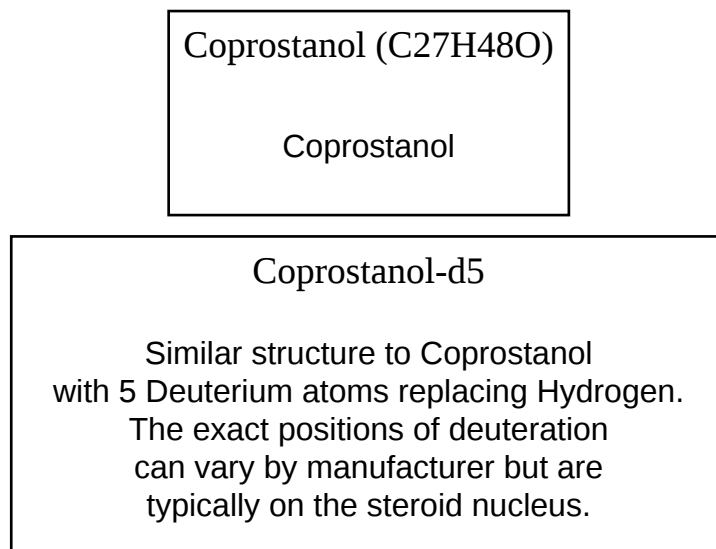 Coprostanol (C27H48O)
Coprostanol
Coprostanol-d5
Similar structure to Coprostanol
with 5 Deuterium atoms replacing Hydrogen.
The exact positions of deuteration
can vary by manufacturer but are
typically on the steroid nucleus.